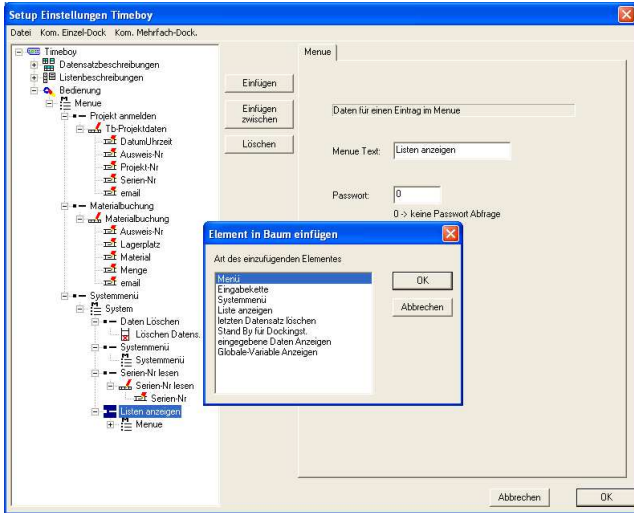 Setup Einstellungen Timeboy
Datei Kom. Einzel-Dock Kom. Mehrfach-Dock.
Timeboy
Datensatzbeschreibungen
Listenbeschreibungen
Bedienung
Menue
Projekt anmelden
Tb-Projektdaten
DatumUhrzeit
Ausweis-Nr
Projekt-Nr
Serien-Nr
email
Materialbuchung
Materialbuchung
Ausweis-Nr
Lagerplatz
Material
Menge
email
Systemmenü
System
Daten Löschen
Löschen Datens.
Systemmenü
Systemmenü
Serien-Nr lesen
Serien-Nr lesen
Serien-Nr
Listen anzeigen
Menue
Einfügen
Einfügen
zwischen
Löschen
Menue
Daten für einen Eintrag im Menue
Menue Text: Listen anzeigen
Passwort: 0
0 -> keine Passwort Abfrage
Element in Baum einfügen
Art des einzufügenden Elementes
Menü
Eingabekette
Systemmenü
Liste anzeigen
letzten Datensatz löschen
Stand By für Dockingst.
eingegebene Daten Anzeigen
Globale-Variable Anzeigen
OK
Abbrechen
Abbrechen OK